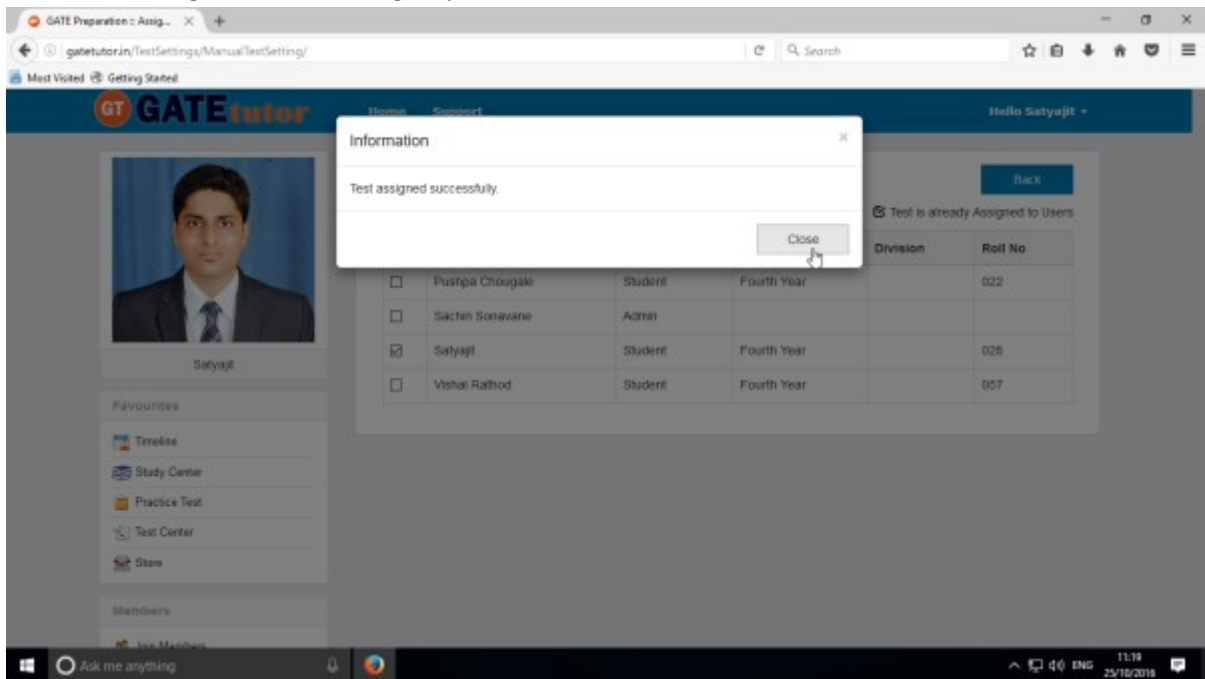 GATE Preparation :: Assig...
gatetutor.in/TestSettings/ManualTestSetting/
Search
Most Visited Getting Started
GT GATEtutor Home Support Hello Satyajit
Information
Test assigned successfully.
Close
Back
Test is already Assigned to Users
Division Roll No
Pushpa Chougale Student Fourth Year 022
Sachin Sonavane Admin
Satyajit Student Fourth Year 026
Vishal Rathod Student Fourth Year 057
Satyajit
Favourites
Timeline
Study Center
Practice Test
Test Center
Store
Members
Join Members
Ask me anything
ENG
11:19
25/10/2016